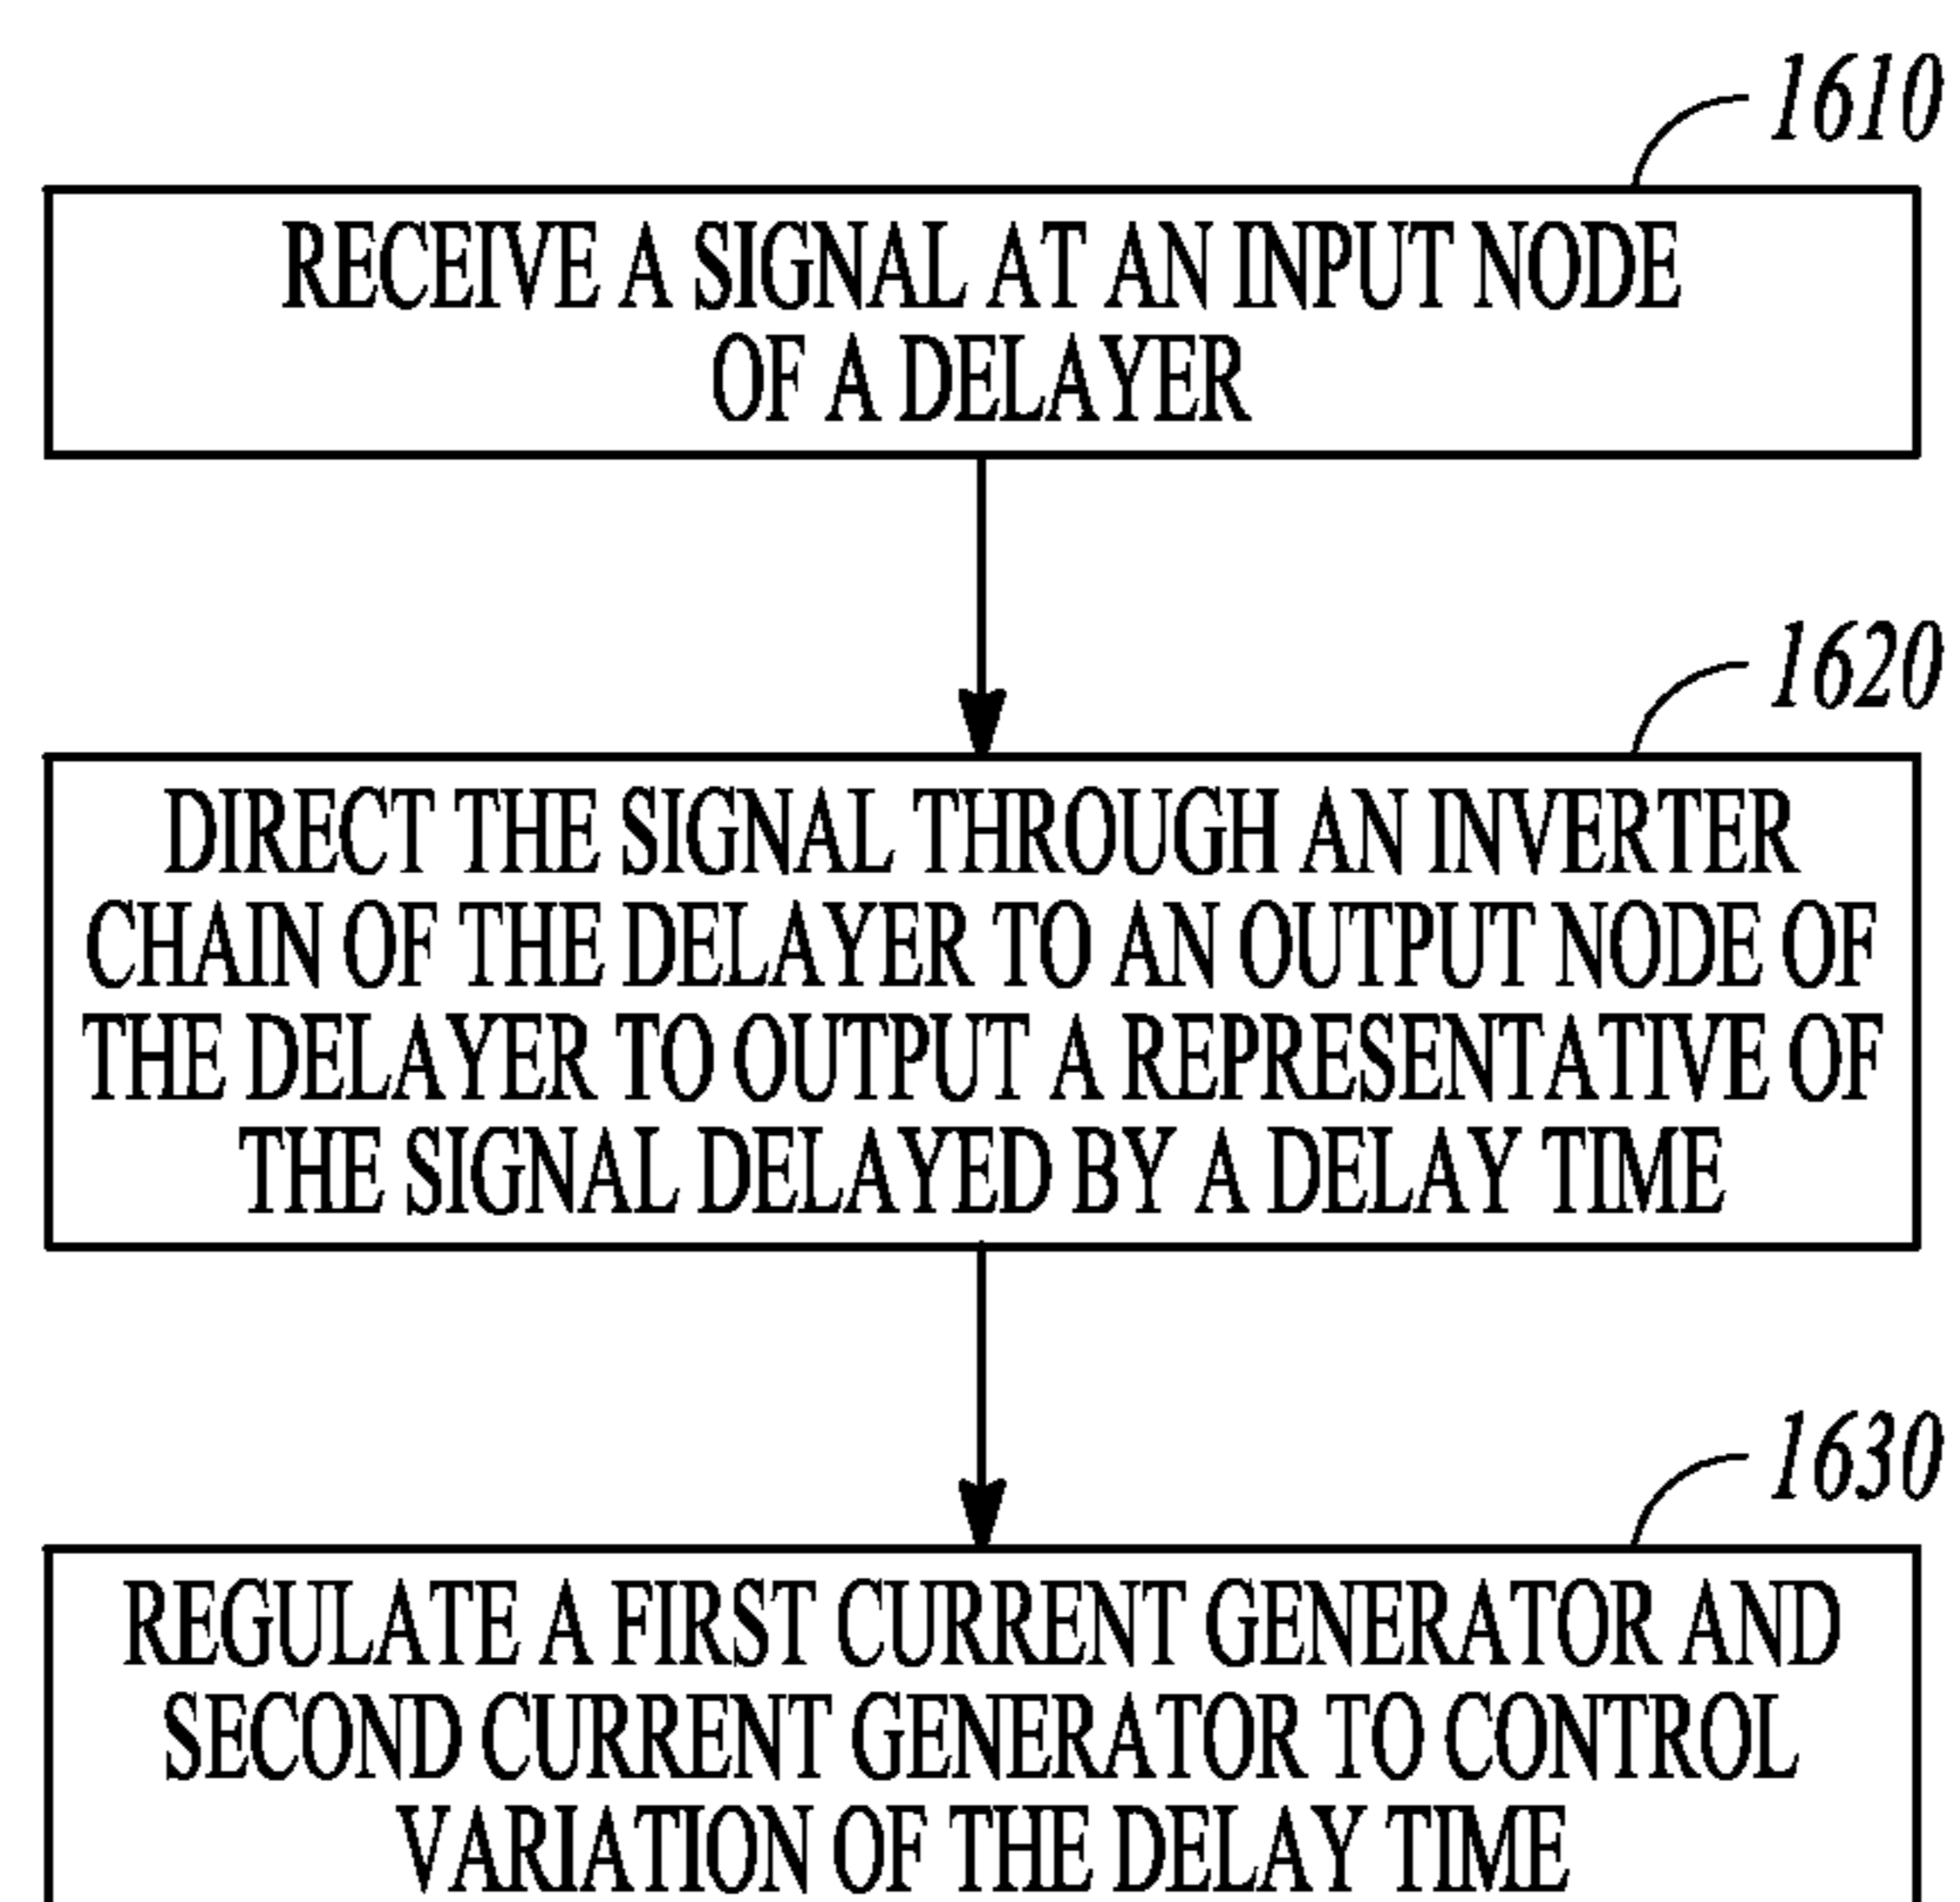 1610
RECEIVE A SIGNAL AT AN INPUT NODE
OF A DELAYER
1620
DIRECT THE SIGNAL THROUGH AN INVERTER
CHAIN OF THE DELAYER TO AN OUTPUT NODE OF
THE DELAYER TO OUTPUT A REPRESENTATIVE OF
THE SIGNAL DELAYED BY A DELAY TIME
1630
REGULATE A FIRST CURRENT GENERATOR AND
SECOND CURRENT GENERATOR TO CONTROL
VARIATION OF THE DELAY TIME